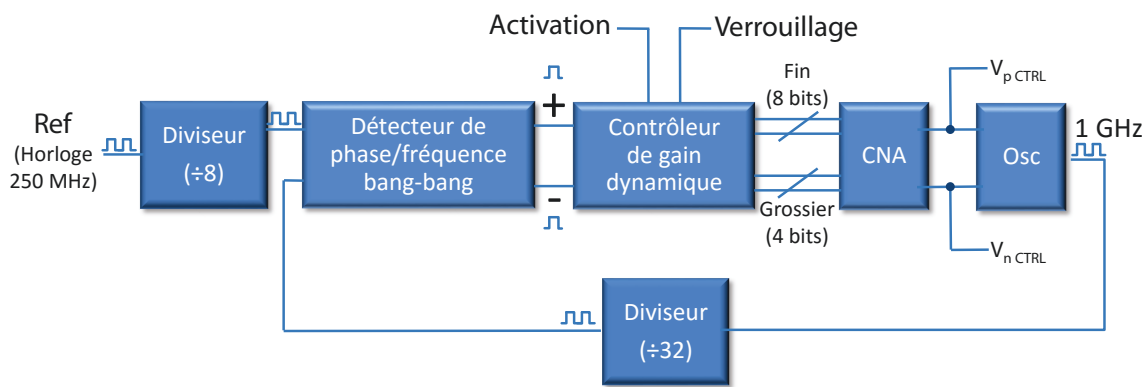 Activation
Verrouillage
Ref
(Horloge
250 MHz)
Diviseur
(÷8)
Détecteur de
phase/fréquence
bang-bang
+
-
Contrôleur
de gain
dynamique
Fin
(8 bits)
Grossier
(4 bits)
CNA
Vp CTRL
Vn CTRL
Osc
1 GHz
Diviseur
(÷32)